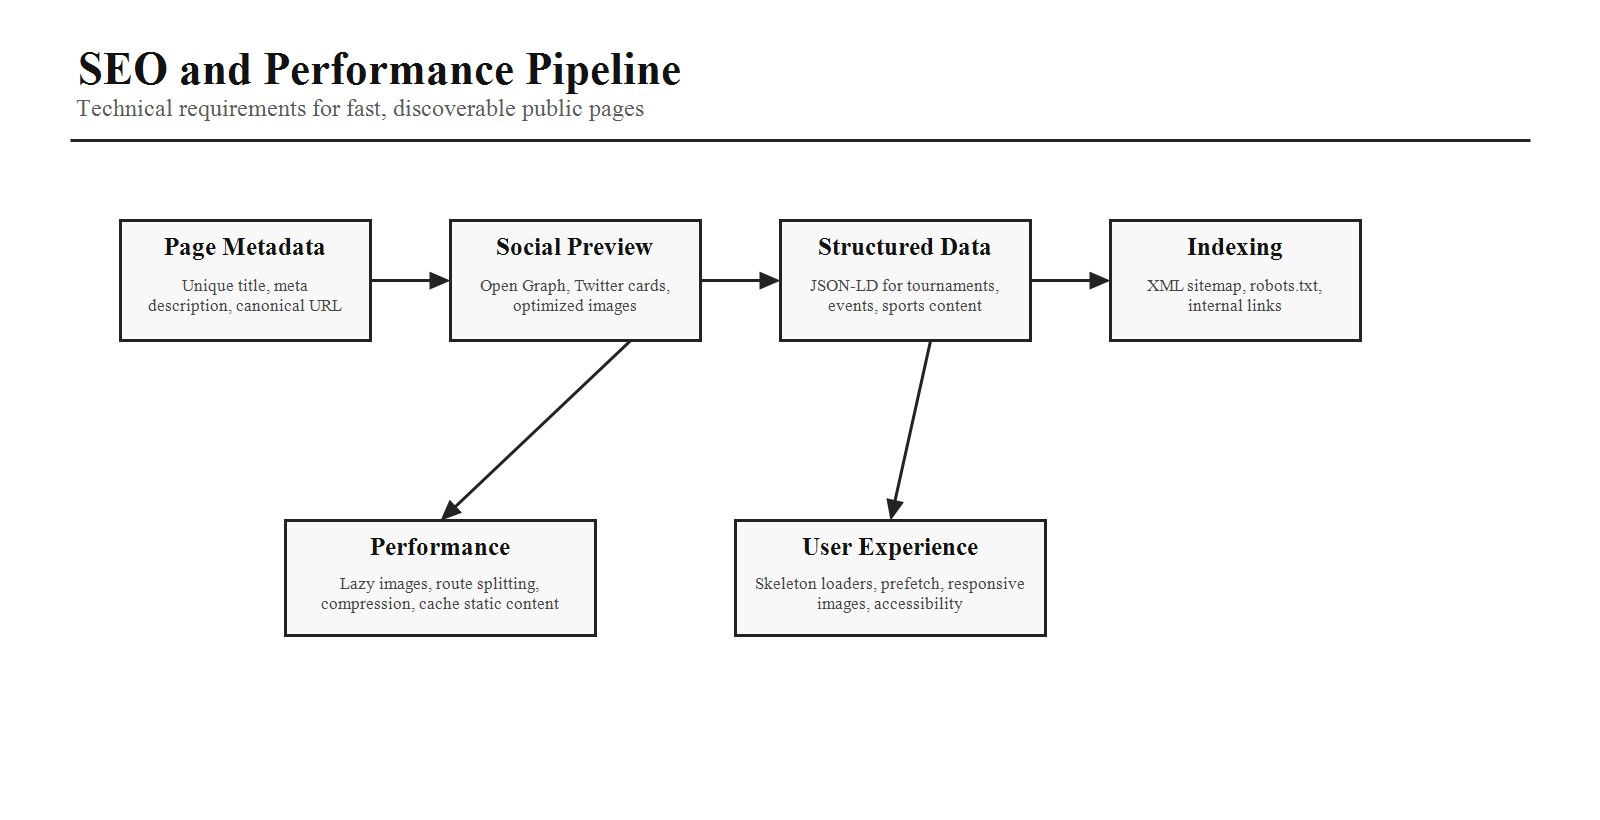 SEO and Performance Pipeline
Technical requirements for fast, discoverable public pages
Page Metadata
Unique title, meta
description, canonical URL
Social Preview
Open Graph, Twitter cards,
optimized images
Structured Data
JSON-LD for tournaments,
events, sports content
Indexing
XML sitemap, robots.txt,
internal links
Performance
Lazy images, route splitting,
compression, cache static content
User Experience
Skeleton loaders, prefetch, responsive
images, accessibility